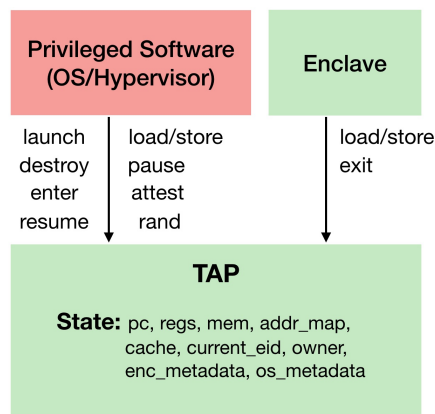 Privileged Software
(OS/Hypervisor)
Enclave
launch
destroy
enter
resume
load/store
pause
attest
rand
load/store
exit
TAP
State: pc, regs, mem, addr_map,
cache, current_eid, owner,
enc_metadata, os_metadata